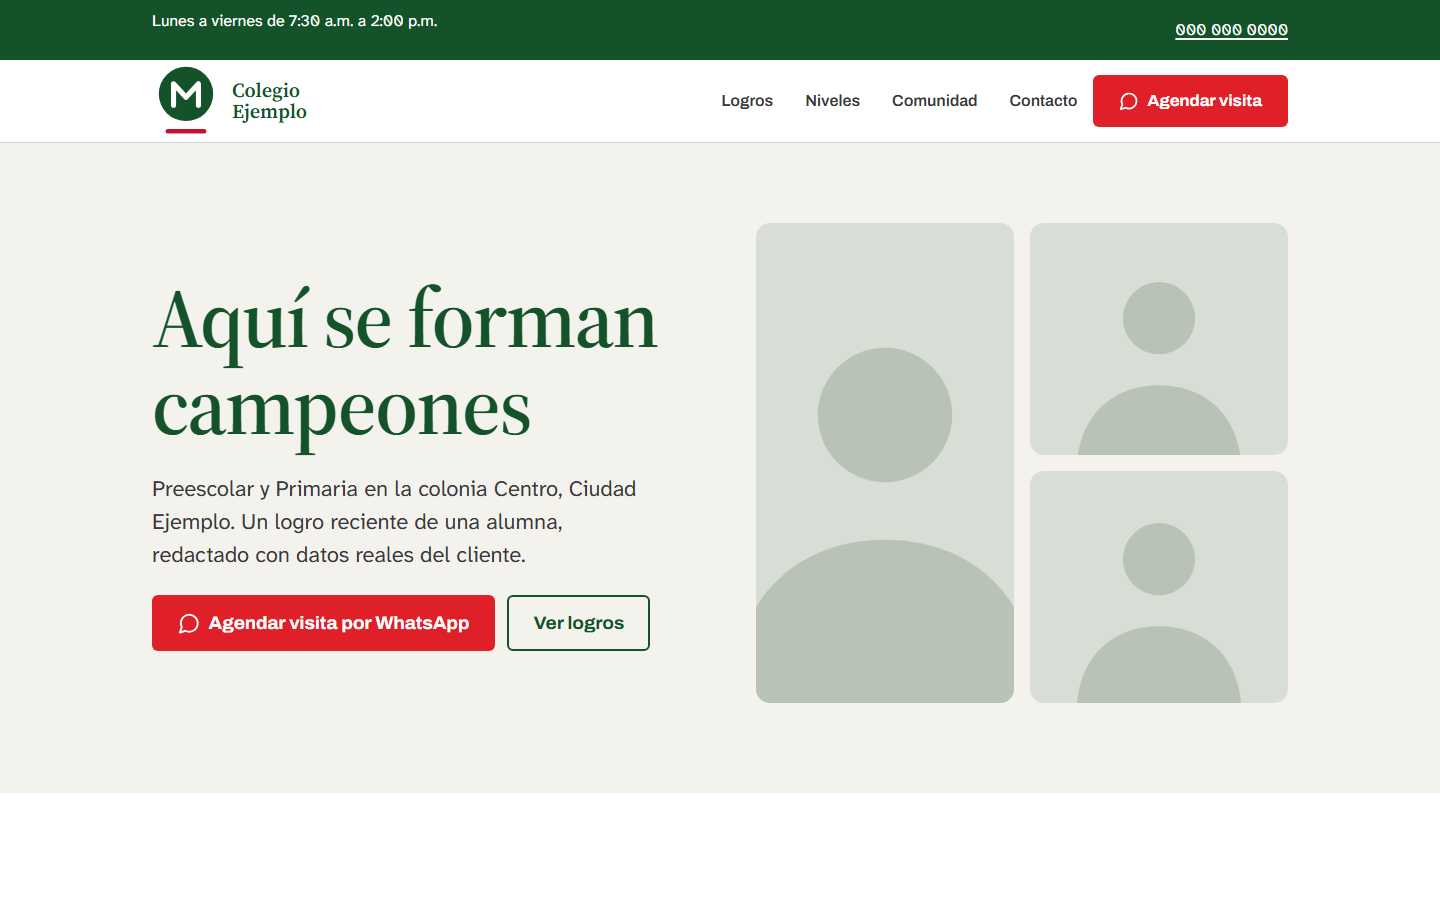 Lunes a viernes de 7:30 a.m. a 2:00 p.m.
000 000 0000
M
Colegio
Ejemplo
Logros
Niveles
Comunidad
Contacto
Agendar visita
Aquí se forman
campeones
Preescolar y Primaria en la colonia Centro, Ciudad
Ejemplo. Un logro reciente de una alumna,
redactado con datos reales del cliente.
Agendar visita por WhatsApp
Ver logros